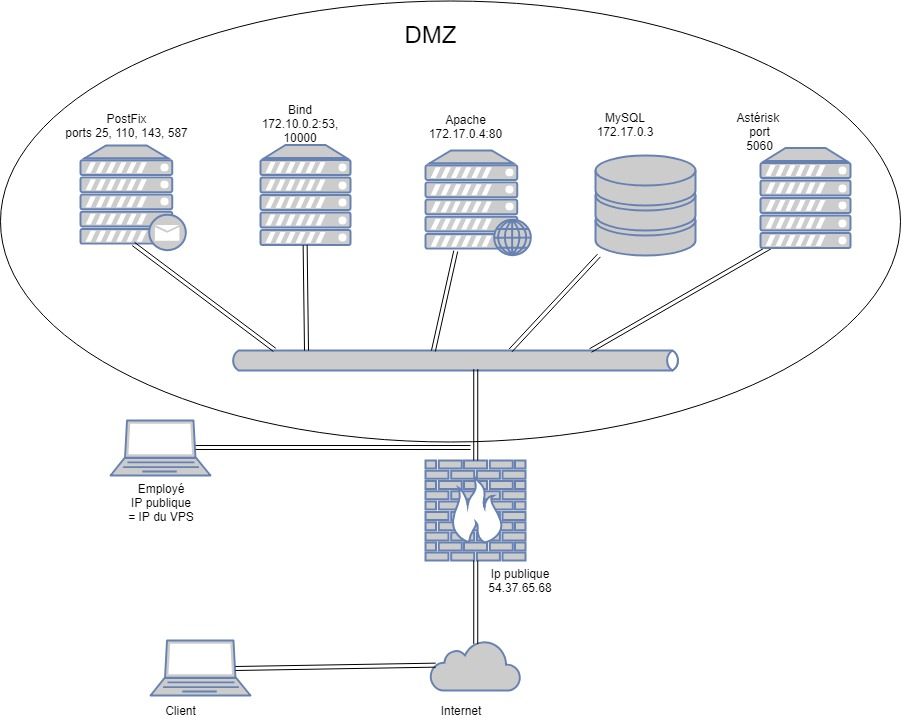 DMZ
PostFix
ports 25, 110, 143, 587
Bind
172.10.0.2:53,
10000
Apache
172.17.0.4:80
MySQL
172.17.0.3
Astérisk
port
5060
Employé
IP publique
= IP du VPS
Ip publique
54.37.65.68
Client
Internet